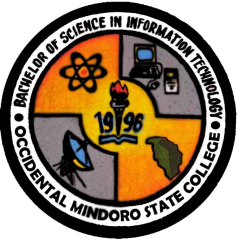 BACHELOR OF SCIENCE IN INFORMATION TECHNOLOGY
1996
OCCIDENTAL MINDORO STATE COLLEGE